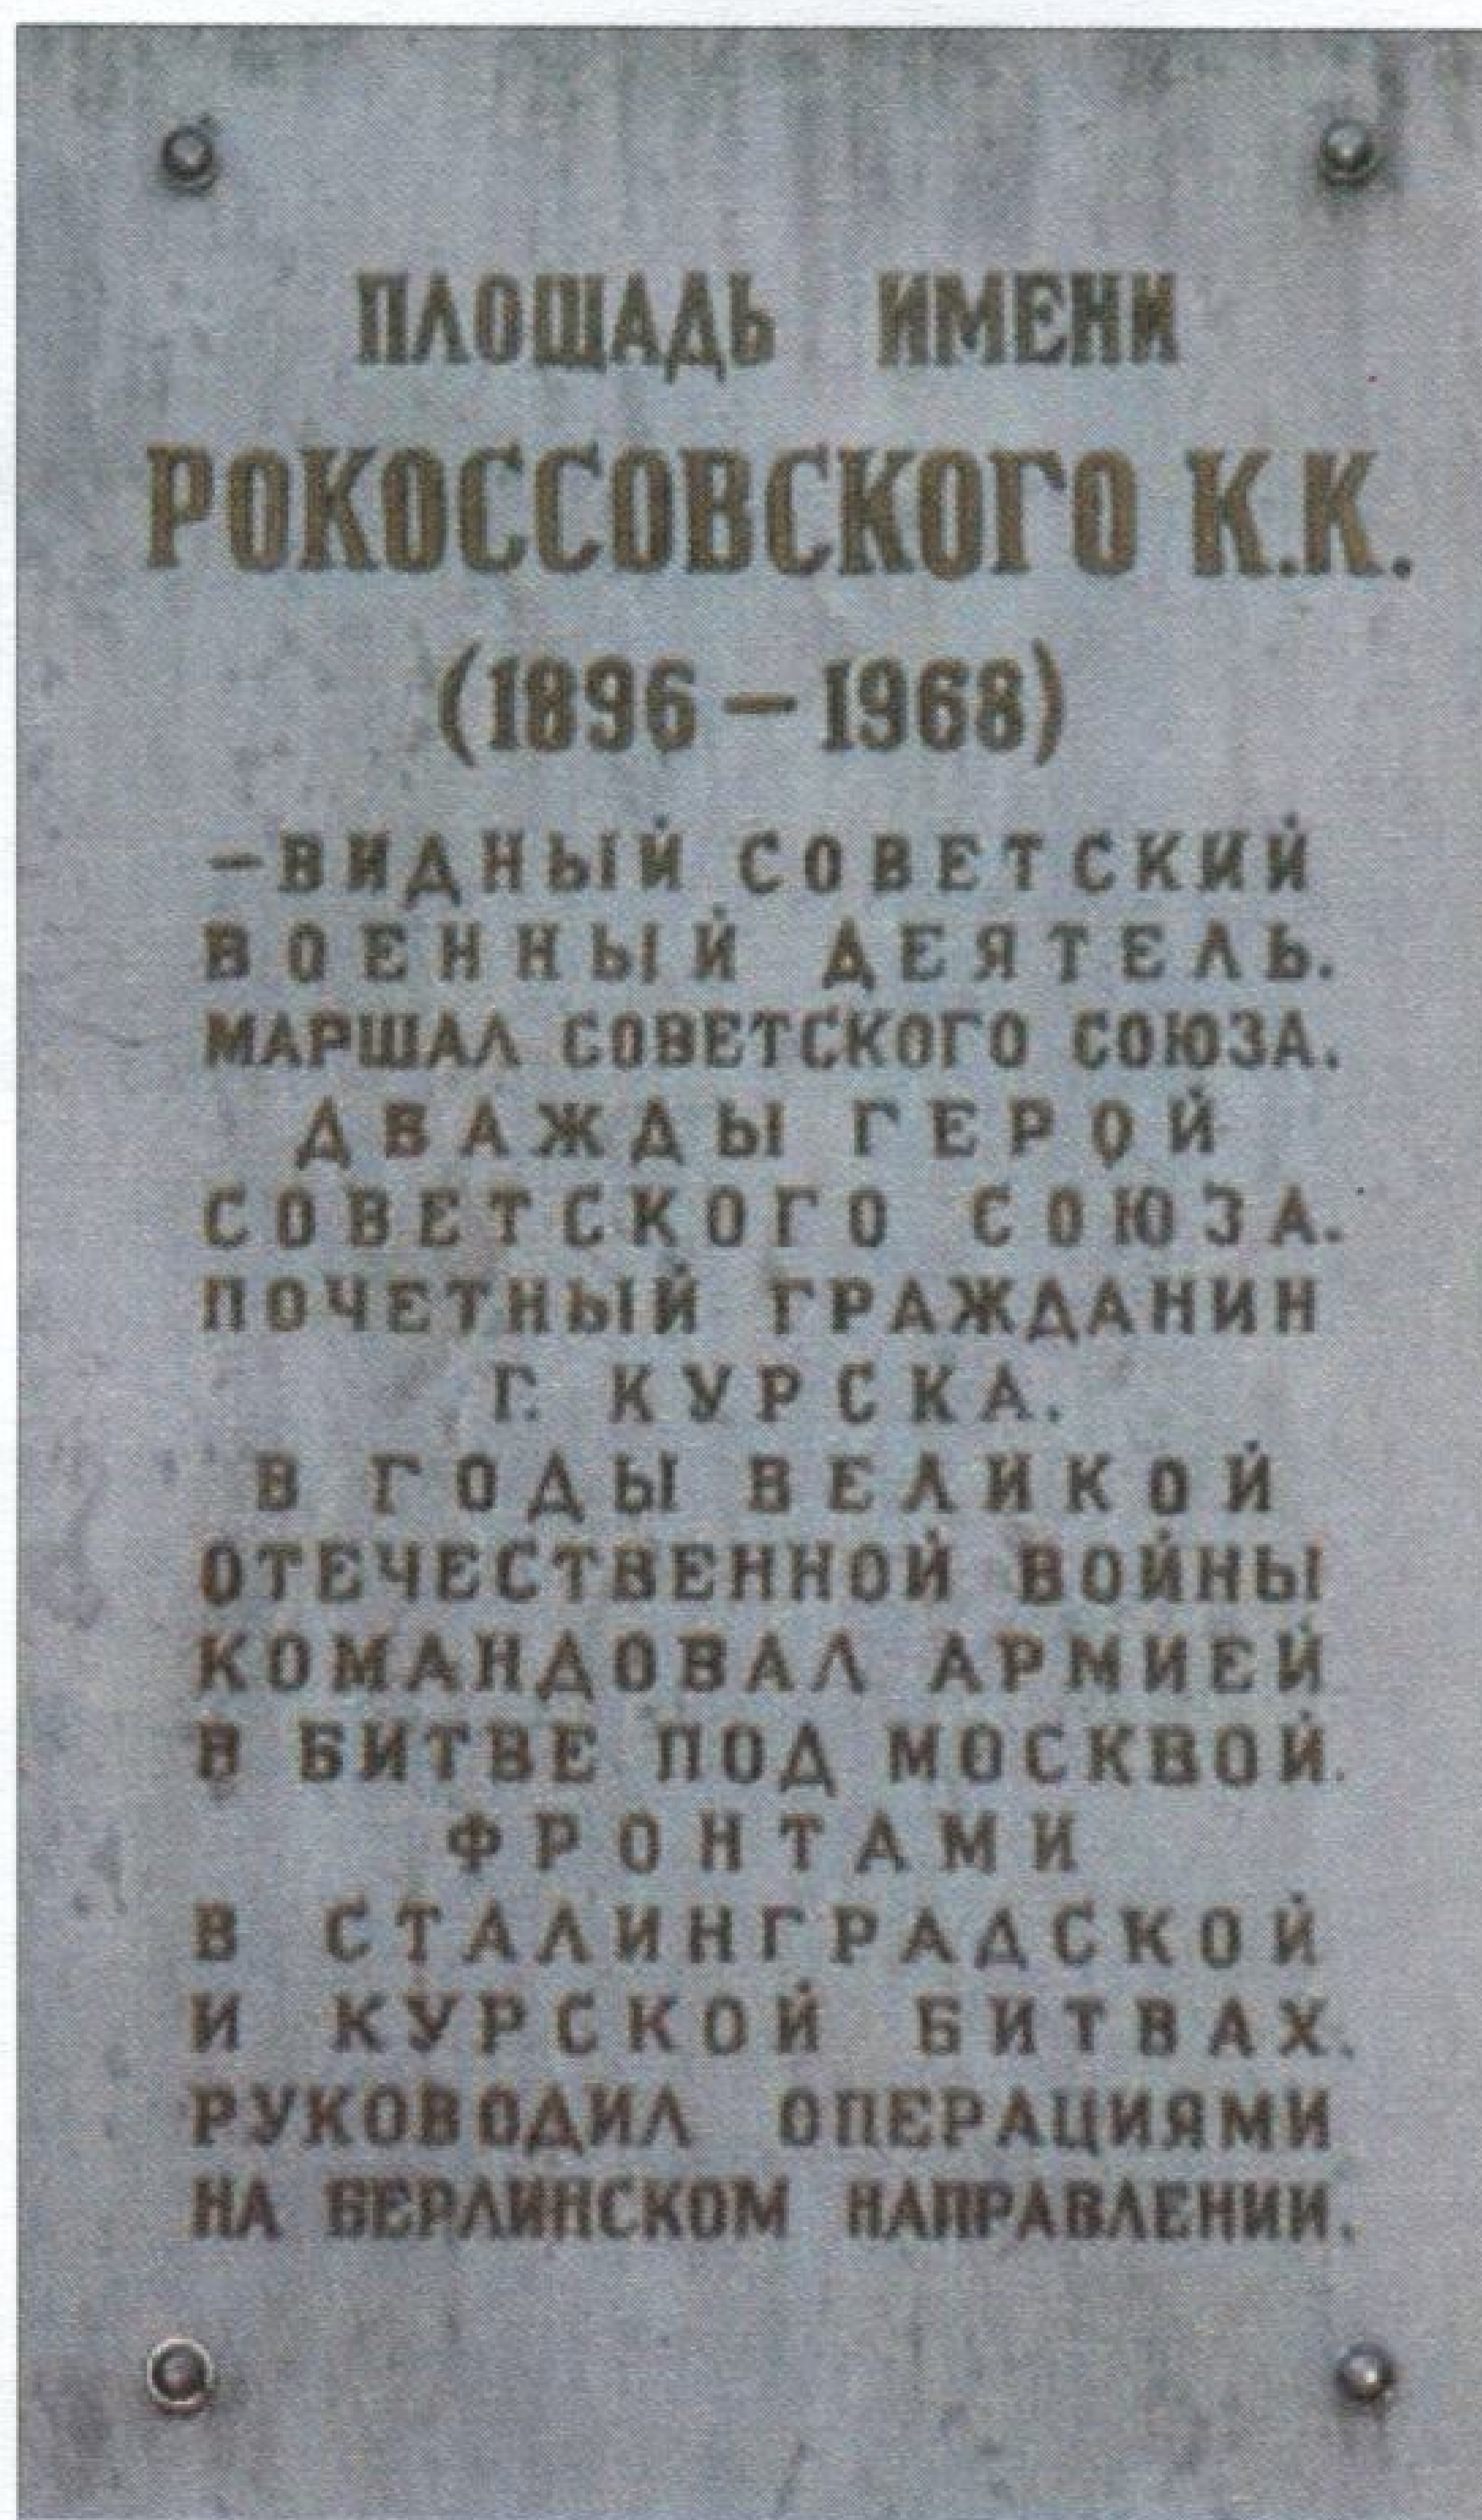 ПЛОЩАДЬ ИМЕНИ
РОКОССОВСКОГО К.К.
(1896 – 1968)
– ВИДНЫЙ СОВЕТСКИЙ
ВОЕННЫЙ ДЕЯТЕЛЬ.
МАРШАЛ СОВЕТСКОГО СОЮЗА.
ДВАЖДЫ ГЕРОЙ
СОВЕТСКОГО СОЮЗА.
ПОЧЕТНЫЙ ГРАЖДАНИН
Г. КУРСКА.
В ГОДЫ ВЕЛИКОЙ
ОТЕЧЕСТВЕННОЙ ВОЙНЫ
КОМАНДОВАЛ АРМИЕЙ
В БИТВЕ ПОД МОСКВОЙ.
ФРОНТАМИ
В СТАЛИНГРАДСКОЙ
И КУРСКОЙ БИТВАХ.
РУКОВОДИЛ ОПЕРАЦИЯМИ
НА БЕРЛИНСКОМ НАПРАВЛЕНИИ.